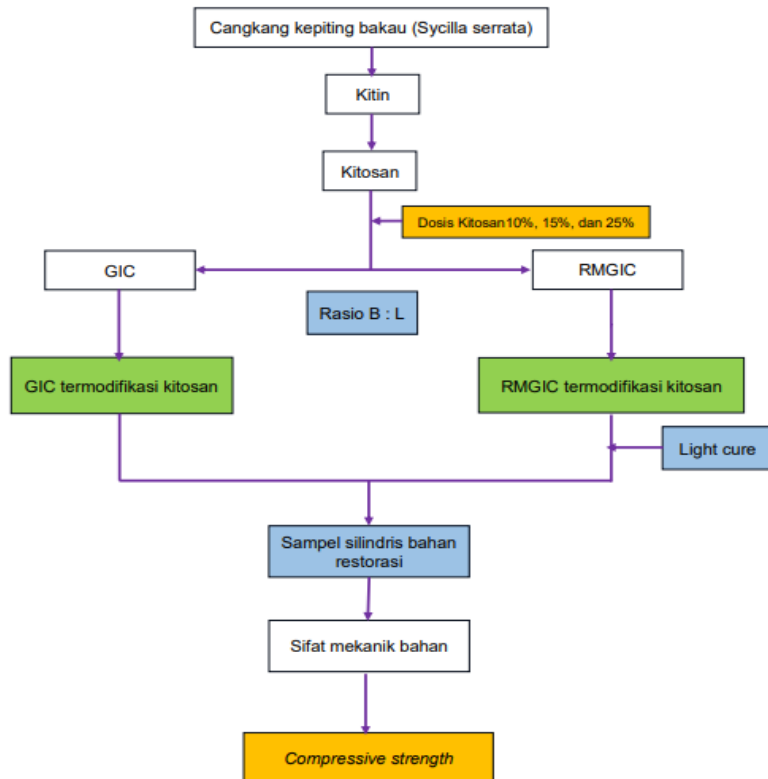 Cangkang kepiting bakau (Sycilla serrata)
Kitin
Kitosan
Dosis Kitosan10%, 15%, dan 25%
GIC
RMGIC
Rasio B : L
GIC termodifikasi kitosan
RMGIC termodifikasi kitosan
Light cure
Sampel silindris bahan
restorasi
Sifat mekanik bahan
Compressive strength